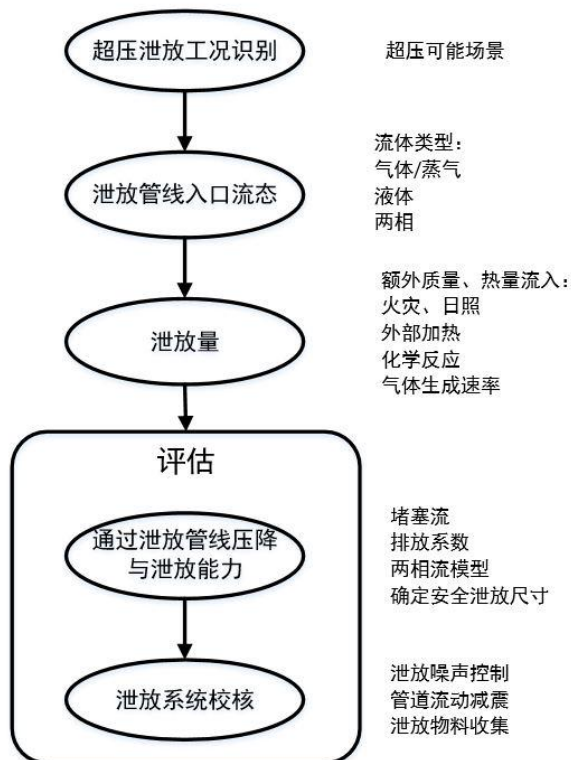 超压泄放工况识别
超压可能场景
泄放管线入口流态
流体类型：
气体/蒸气
液体
两相
泄放量
额外质量、热量流入：
火灾、日照
外部加热
化学反应
气体生成速率
评估
通过泄放管线压降
与泄放能力
堵塞流
排放系数
两相流模型
确定安全泄放尺寸
泄放系统校核
泄放噪声控制
管道流动减震
泄放物料收集